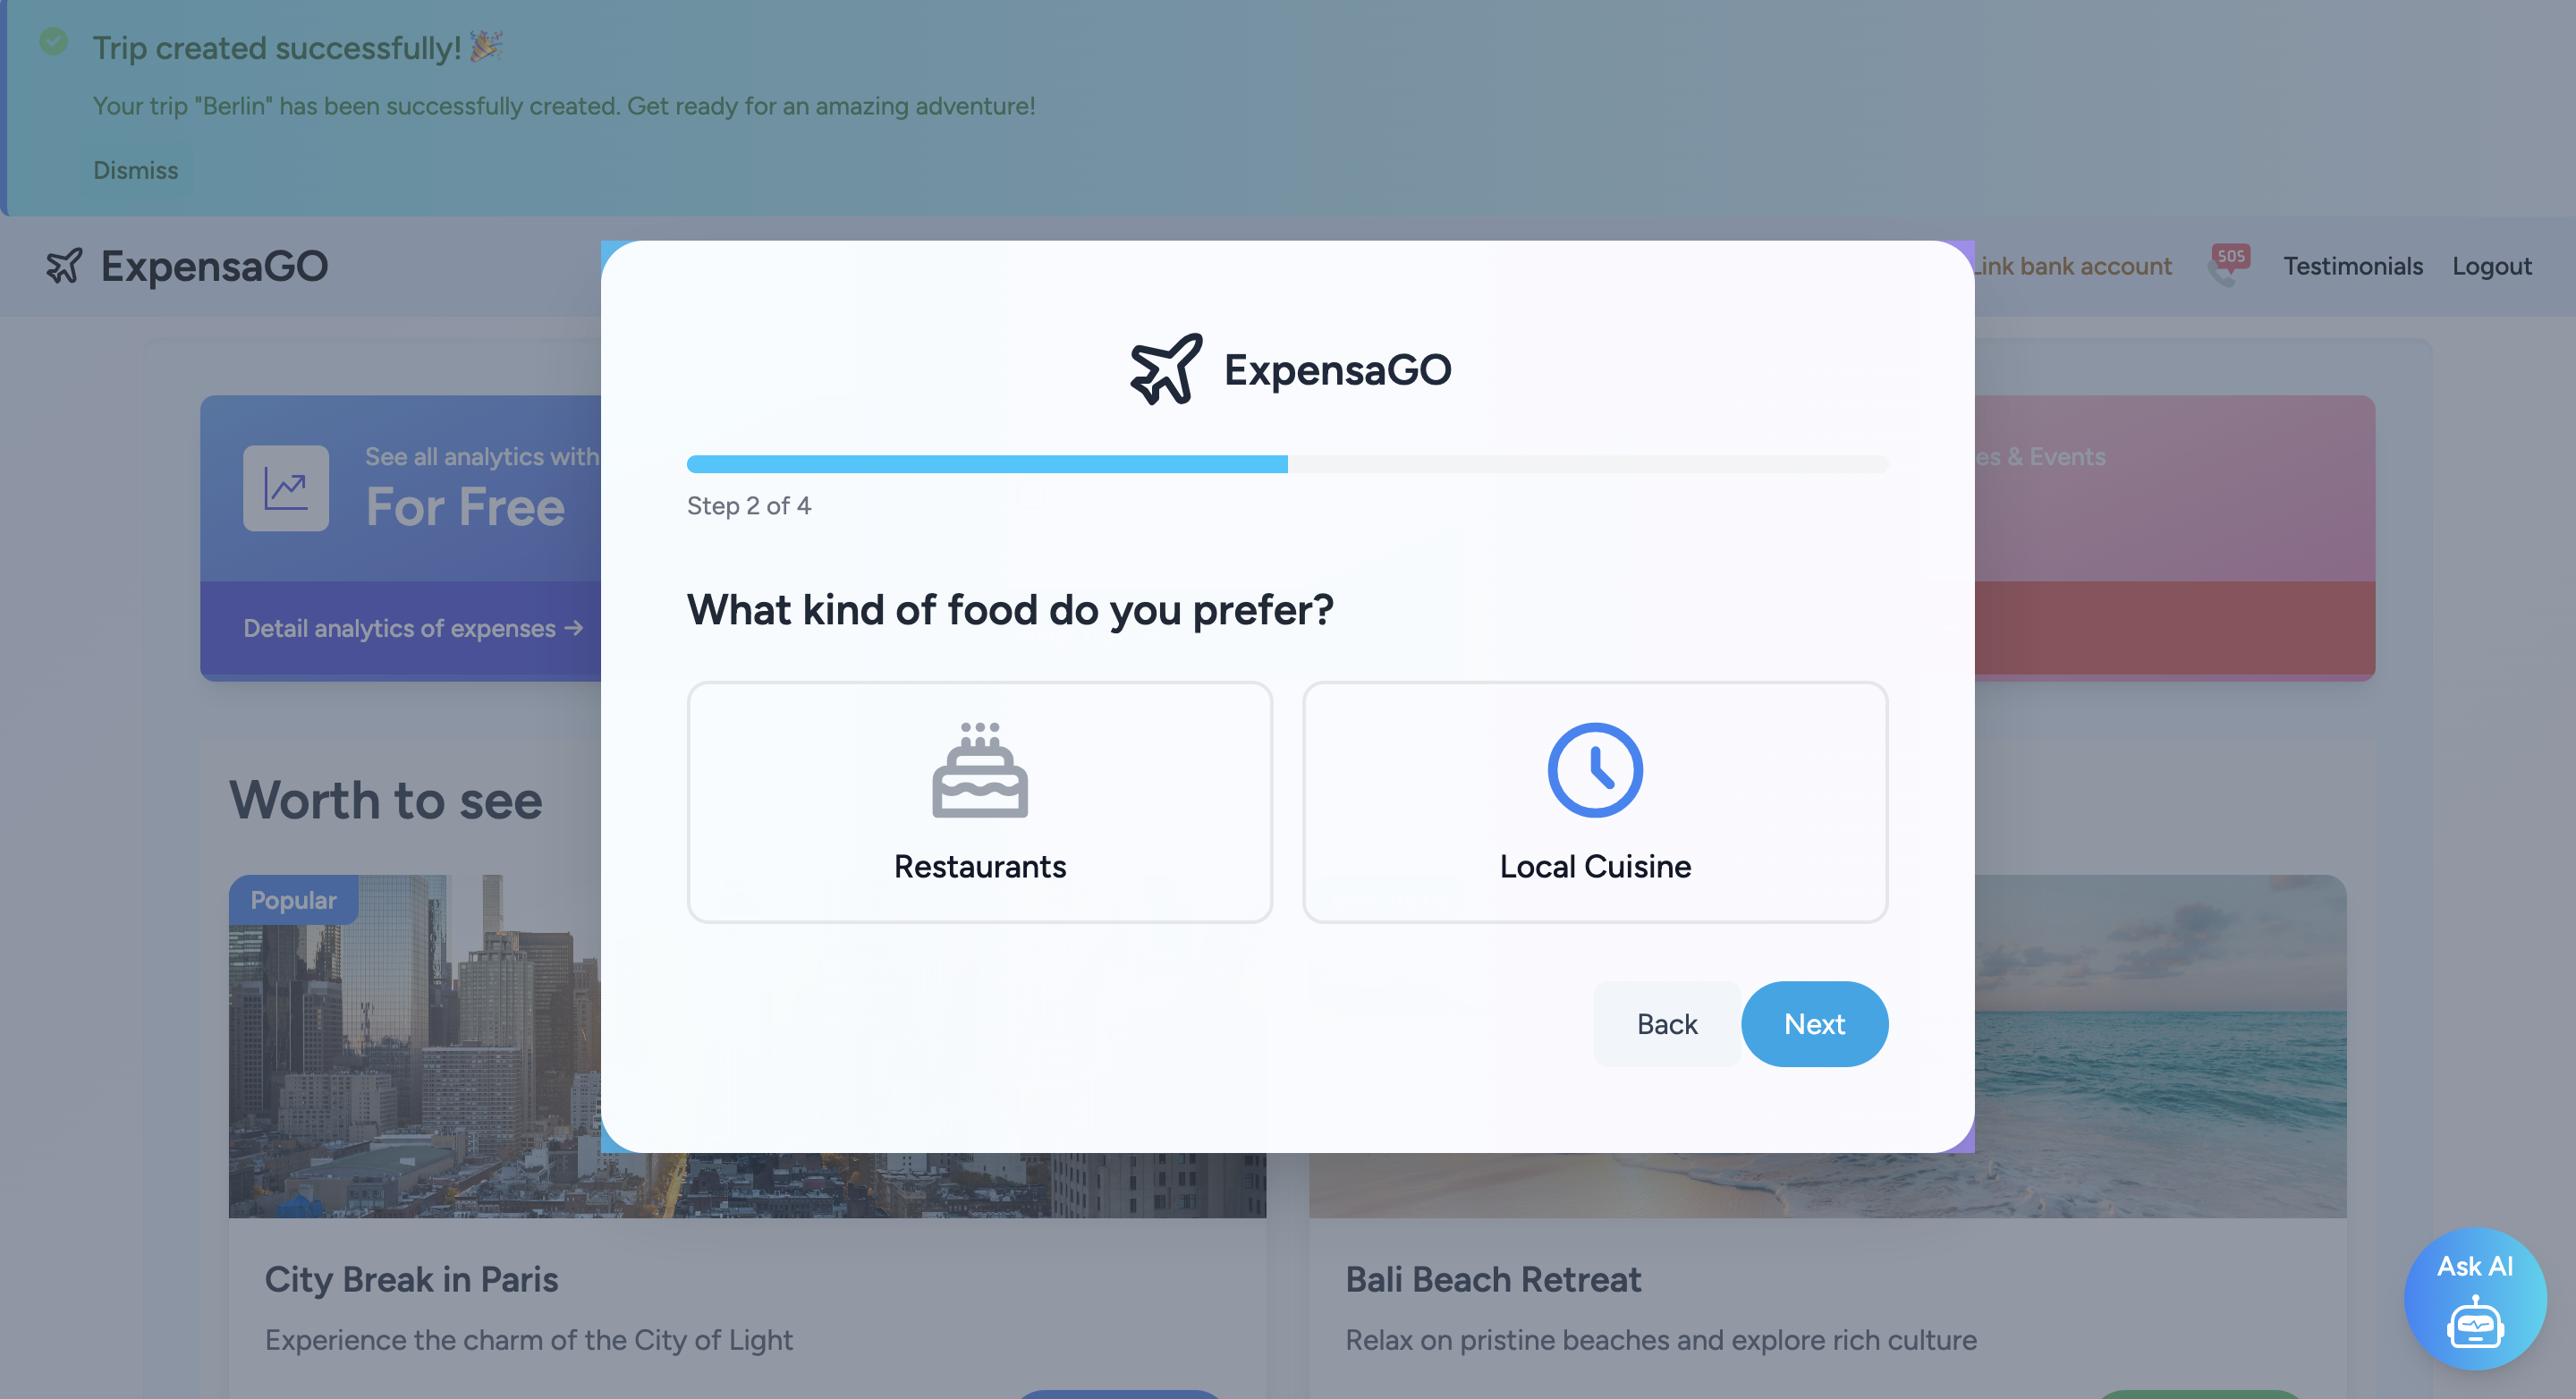 Trip created successfully! 🎉
Your trip "Berlin" has been successfully created. Get ready for an amazing adventure!
Dismiss
ExpensaGO
Link bank account
SOS
Testimonials
Logout
ExpensaGO
Step 2 of 4
What kind of food do you prefer?
Restaurants
Local Cuisine
Back
Next
See all analytics with
For Free
Detail analytics of expenses →
& Events
Worth to see
Popular
City Break in Paris
Experience the charm of the City of Light
Bali Beach Retreat
Relax on pristine beaches and explore rich culture
Ask AI